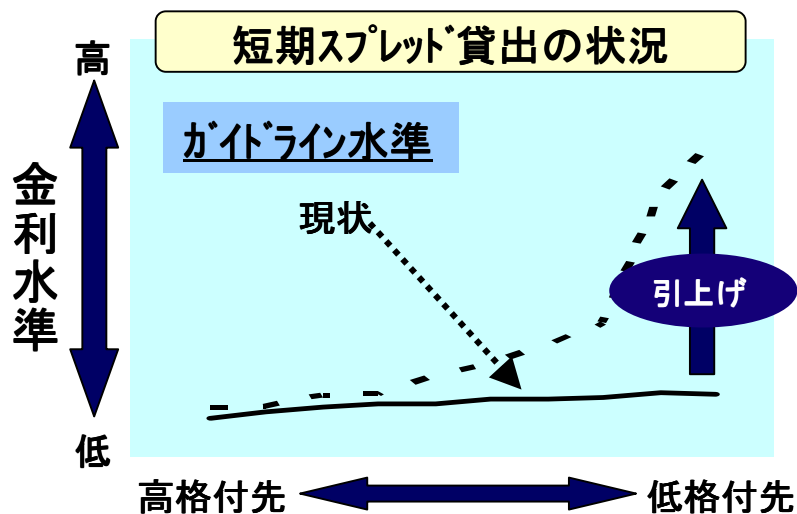 短期ｽﾌﾟﾚｯﾄﾞ貸出の状況
高
ｶﾞｲﾄﾞﾗｲﾝ水準
金利水準
現状
引上げ
低
高格付先
低格付先